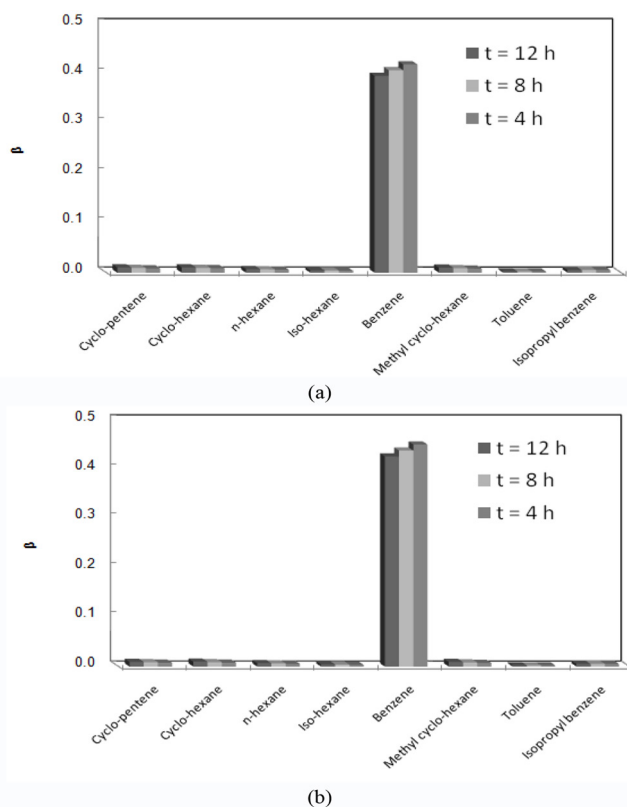 0.5
0.4
0.3
0.2
0.1
0.0
β
t = 12 h
t = 8 h
t = 4 h
Cyclo-pentene
Cyclo-hexane
n-hexane
Iso-hexane
Benzene
Methyl cyclo-hexane
Toluene
Isopropyl benzene
(a)
0.5
0.4
0.3
0.2
0.1
0.0
β
t = 12 h
t = 8 h
t = 4 h
Cyclo-pentene
Cyclo-hexane
n-hexane
Iso-hexane
Benzene
Methyl cyclo-hexane
Toluene
Isopropyl benzene
(b)